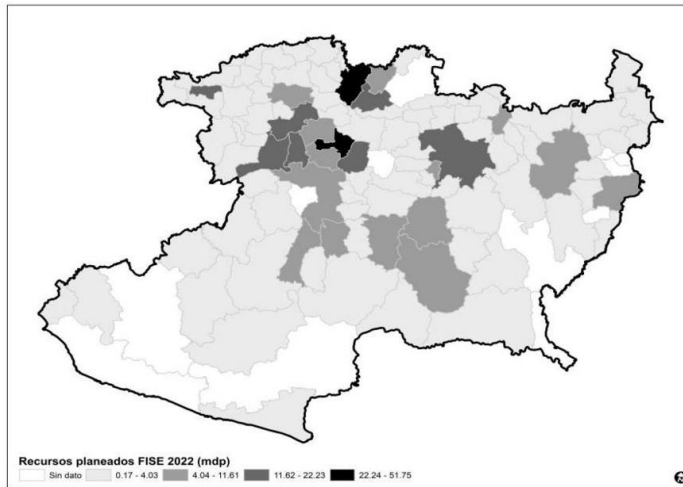 Recursos planeados FISE 2022 (mdp)
Sin dato 0.17 - 4.03 4.04 - 11.61 11.62 - 22.23 22.24 - 51.75